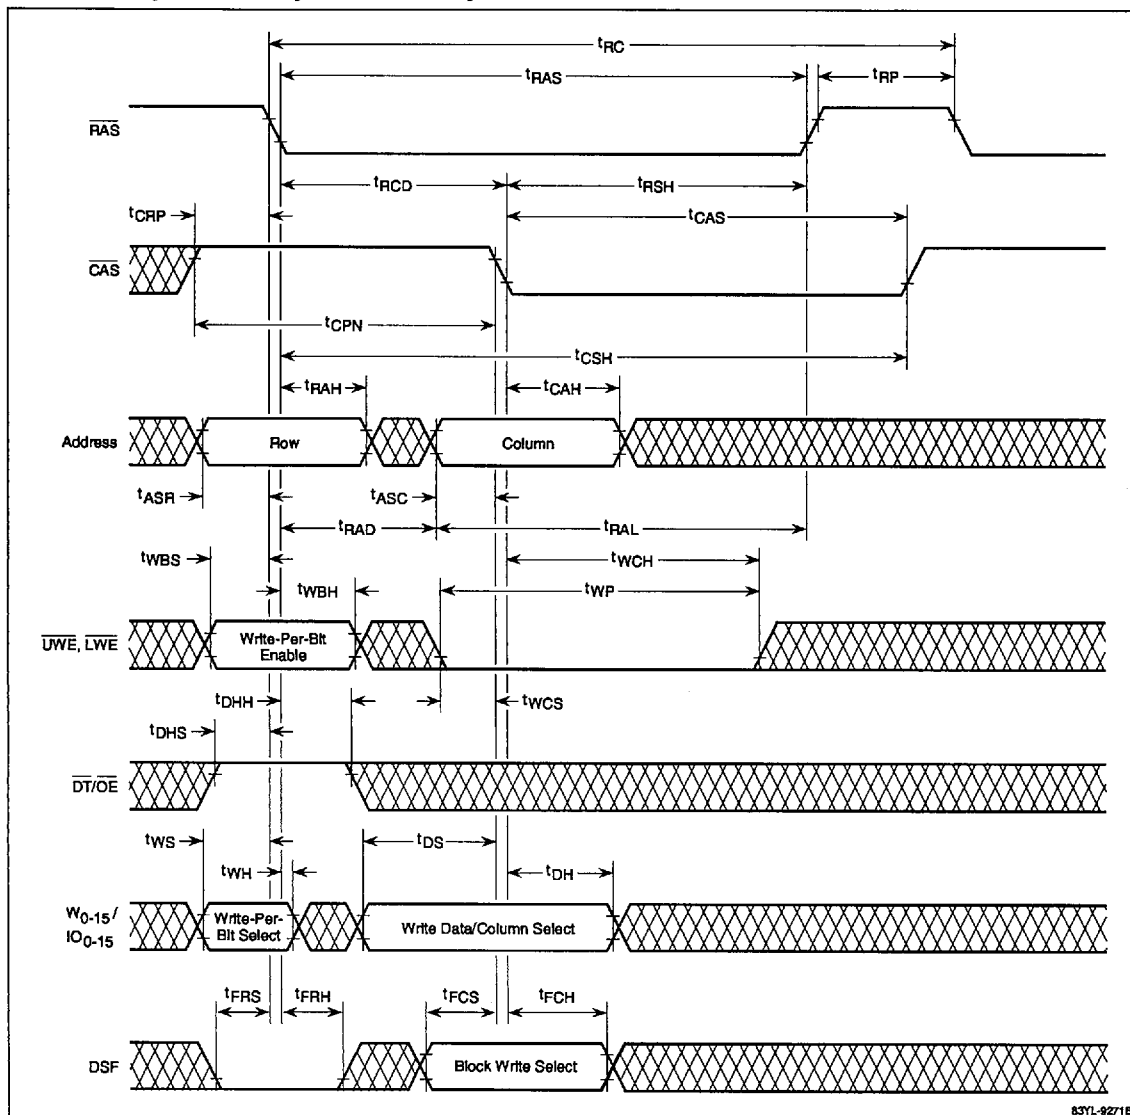 tRC
tRAS
tRP
RAS
tRCD
tRSH
tCRP
tCAS
CAS
tCPN
tCSH
tRAH
tCAH
Address
Row
Column
tASR
tASC
tRAD
tRAL
tWBS
tWCH
tWBH
tWP
UWE, LWE
Write-Per-Bit
Enable
tDHH
tWCS
tDHS
DT/OE
tWS
tDS
tWH
tDH
W0-15 /
IO0-15
Write-Per-
Bit Select
Write Data/Column Select
tFRS
tFRH
tFCS
tFCH
DSF
Block Write Select
83YL-9271B